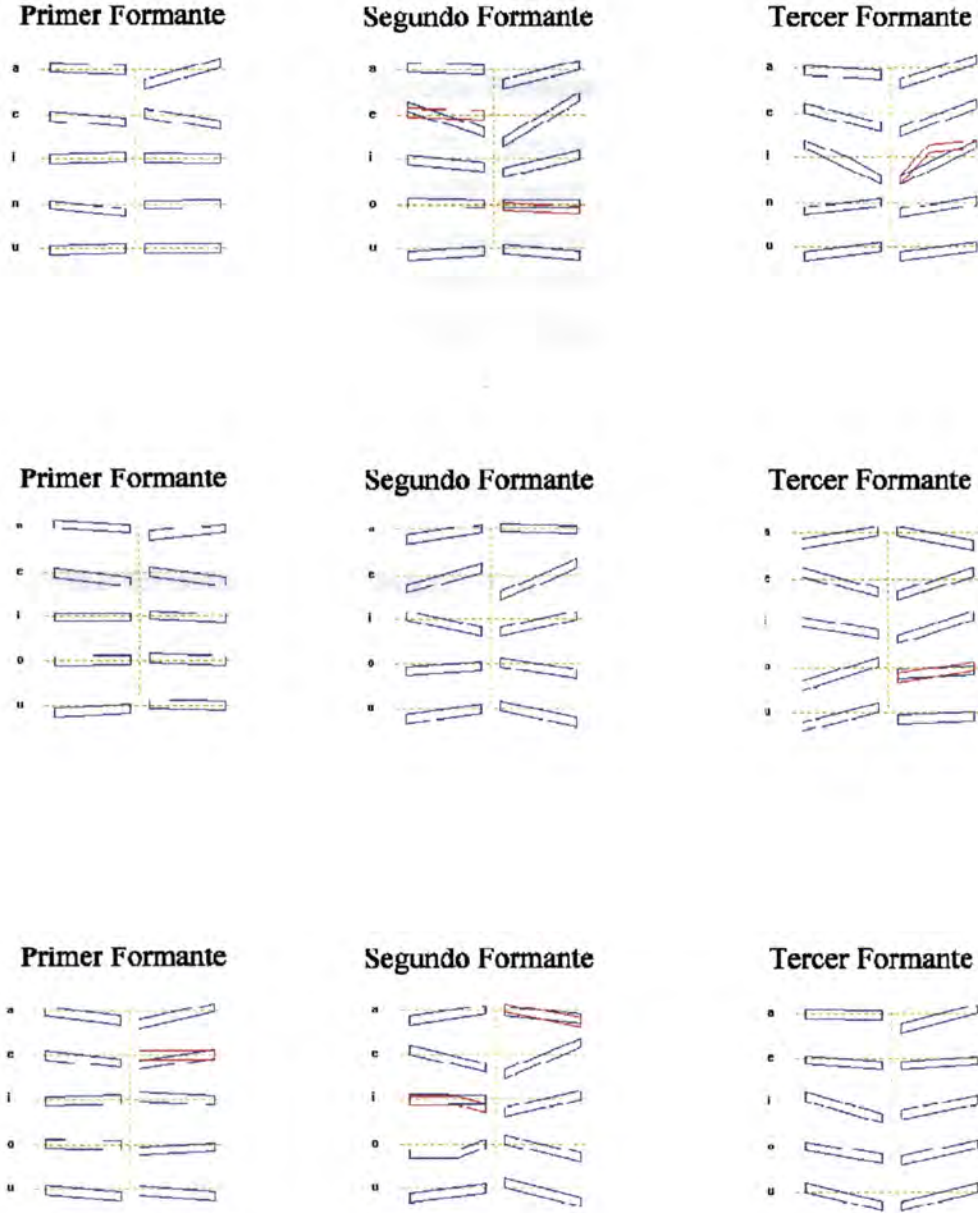 Primer Formante Segundo Formante Tercer Formante
a a a
e e e
i i i
n o n
u u u
Primer Formante Segundo Formante Tercer Formante
e e e
i i i
o o
u u u
Primer Formante Segundo Formante Tercer Formante
a a a
e e e
i i i
o o o
u u u